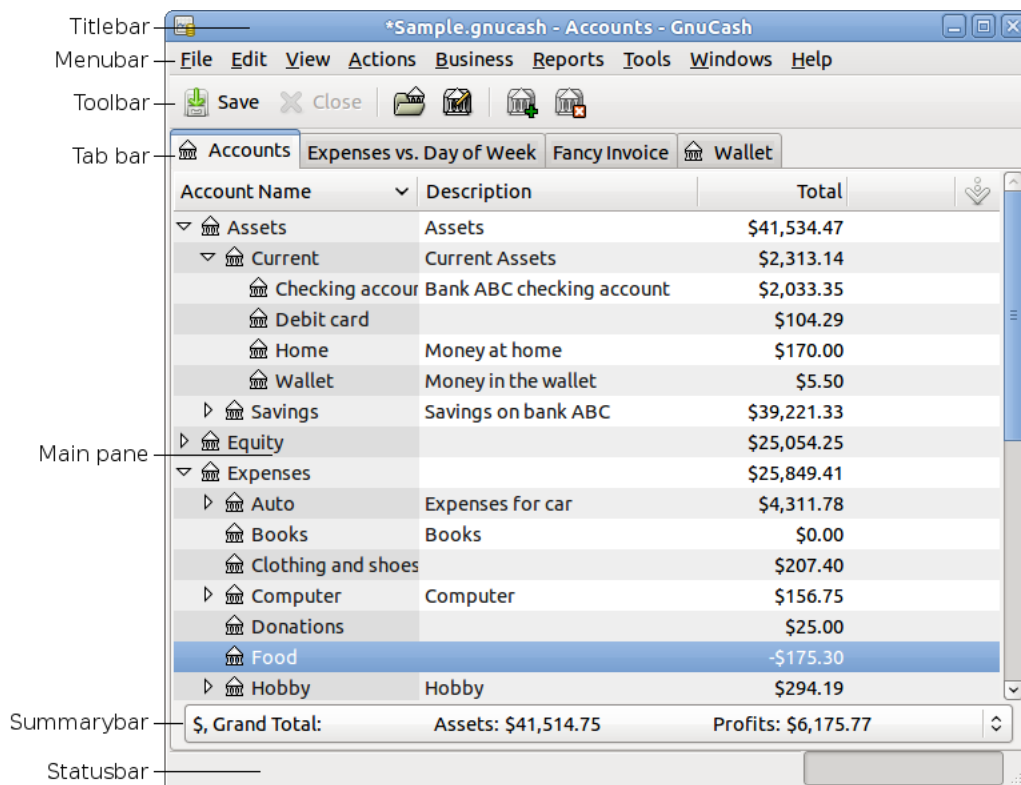 Titlebar *Sample.gnucash - Accounts - GnuCash
Menubar File Edit View Actions Business Reports Tools Windows Help
Toolbar Save Close
Tab bar Accounts Expenses vs. Day of Week Fancy Invoice Wallet
Account Name Description Total
Assets Assets $41,534.47
Current Current Assets $2,313.14
Checking accour Bank ABC checking account $2,033.35
Debit card $104.29
Home Money at home $170.00
Wallet Money in the wallet $5.50
Savings Savings on bank ABC $39,221.33
Equity $25,054.25
Main pane
Expenses $25,849.41
Auto Expenses for car $4,311.78
Books Books $0.00
Clothing and shoes $207.40
Computer Computer $156.75
Donations $25.00
Food -$175.30
Hobby Hobby $294.19
Summarybar $, Grand Total: Assets: $41,514.75 Profits: $6,175.77
Statusbar